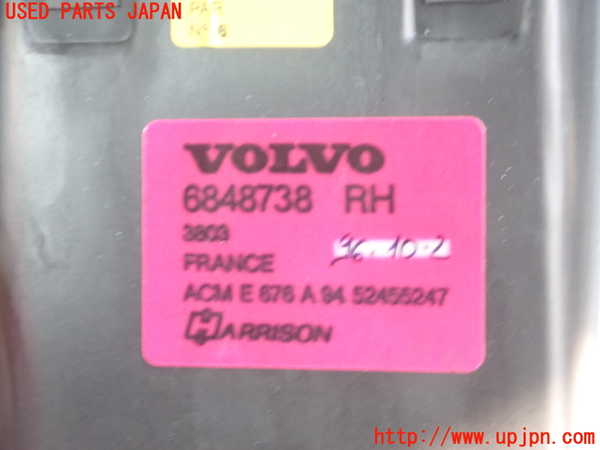 USED PARTS JAPAN
VOLVO
6848738 RH
3803
FRANCE 96-10-2
ACM E 676 A 94 52455247
HARRISON
(C) UPJ www.upjpn.com